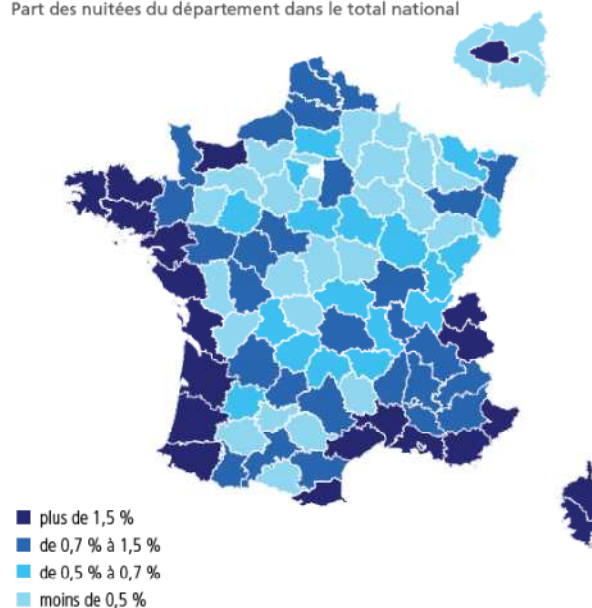 Part des nuitées du département dans le total national
plus de 1,5 %
de 0,7 % à 1,5 %
de 0,5 % à 0,7 %
moins de 0,5 %